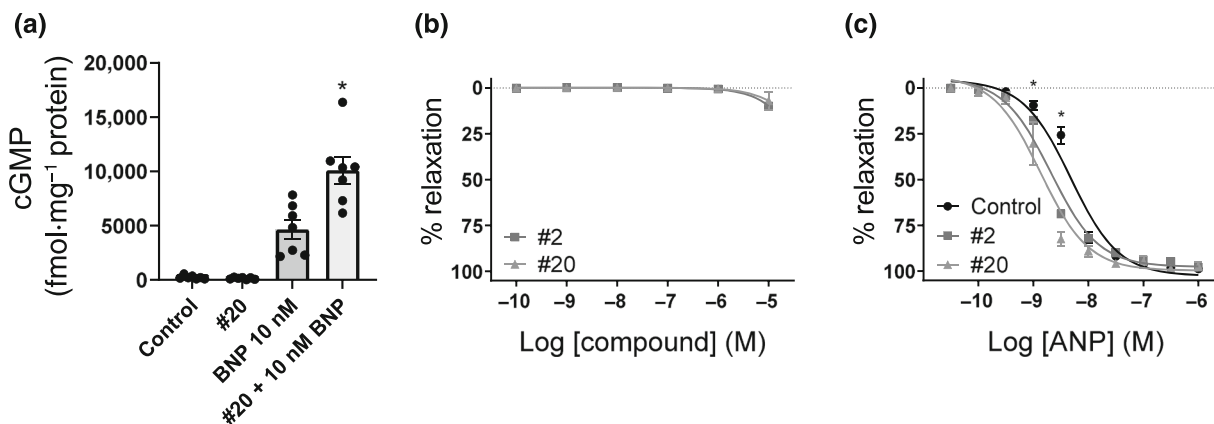 (a)
cGMP
(fmol·mg⁻¹ protein)
20,000
15,000
10,000
5000
0
*
Control
#20
BNP 10 nM
#20 + 10 nM BNP
(b)
% relaxation
0
25
50
75
100
#2
#20
–10
–9
–8
–7
–6
–5
Log [compound] (M)
(c)
% relaxation
0
25
50
75
100
*
*
Control
#2
#20
–10
–9
–8
–7
–6
Log [ANP] (M)